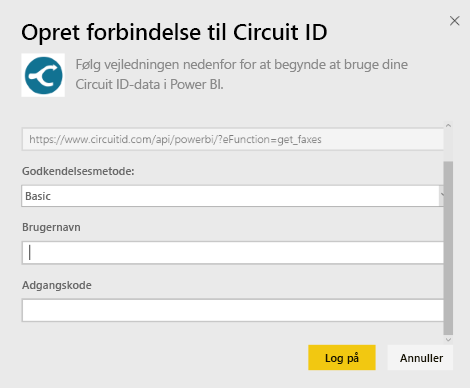 Opret forbindelse til Circuit ID
Følg vejledningen nedenfor for at begynde at bruge dine
Circuit ID-data i Power BI.
https://www.circuitid.com/api/powerbi/?eFunction=get_faxes
Godkendelsesmetode:
Basic
Brugernavn
Adgangskode
Log på
Annuller